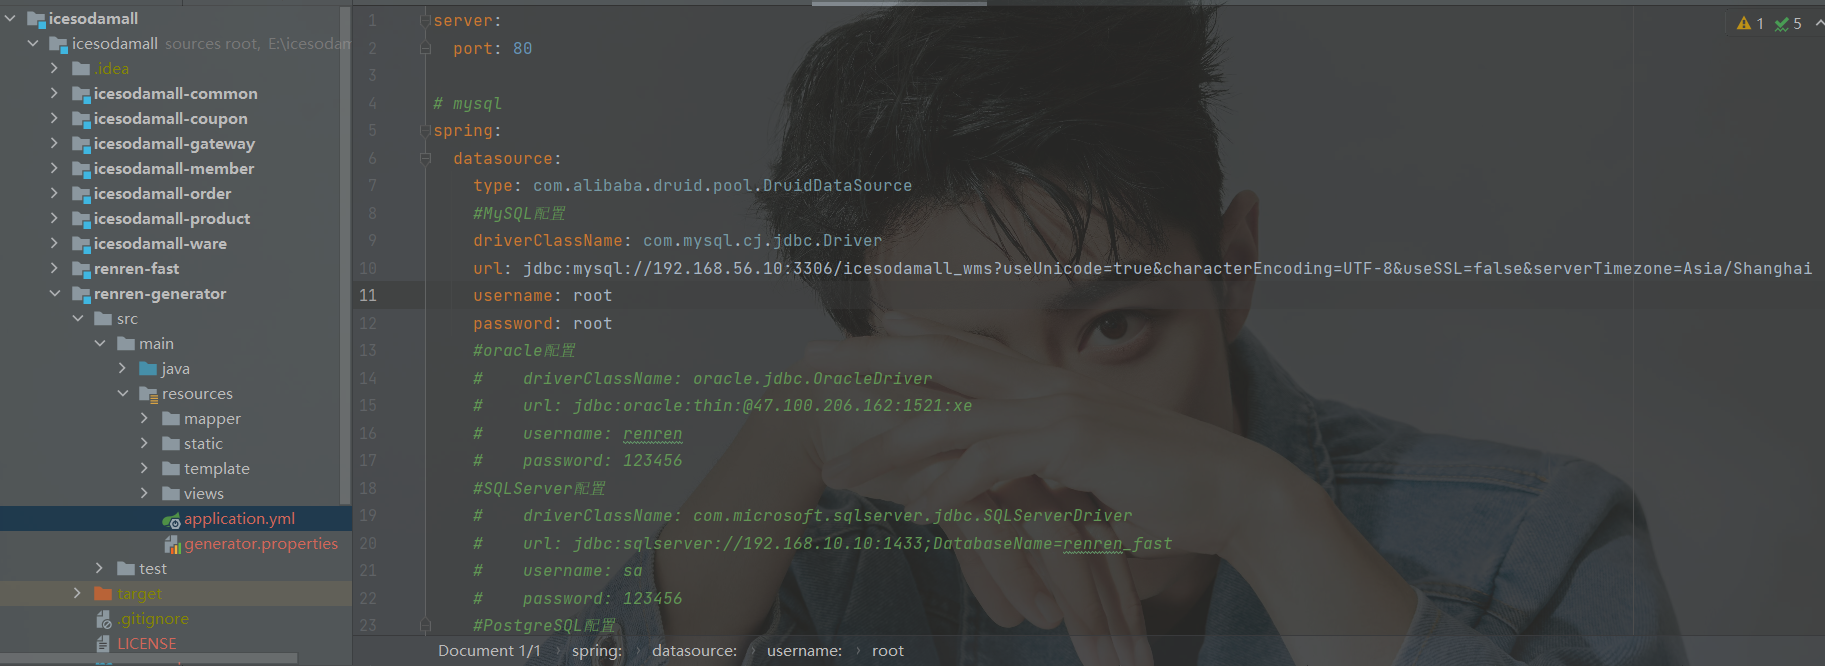 icesodamall
icesodamall sources root, E:\icesodam
.idea
icesodamall-common
icesodamall-coupon
icesodamall-gateway
icesodamall-member
icesodamall-order
icesodamall-product
icesodamall-ware
renren-fast
renren-generator
src
main
java
resources
mapper
static
template
views
application.yml
generator.properties
test
target
.gitignore
LICENSE
1 server:
2 port: 80
3
4 # mysql
5 spring:
6 datasource:
7 type: com.alibaba.druid.pool.DruidDataSource
8 #MySQL配置
9 driverClassName: com.mysql.cj.jdbc.Driver
10 url: jdbc:mysql://192.168.56.10:3306/icesodamall_wms?useUnicode=true&characterEncoding=UTF-8&useSSL=false&serverTimezone=Asia/Shanghai
11 username: root
12 password: root
13 #oracle配置
14 # driverClassName: oracle.jdbc.OracleDriver
15 # url: jdbc:oracle:thin:@47.100.206.162:1521:xe
16 # username: renren
17 # password: 123456
18 #SQLServer配置
19 # driverClassName: com.microsoft.sqlserver.jdbc.SQLServerDriver
20 # url: jdbc:sqlserver://192.168.10.10:1433;DatabaseName=renren_fast
21 # username: sa
22 # password: 123456
23 #PostgreSQL配置
1 5
Document 1/1 › spring: › datasource: › username: › root